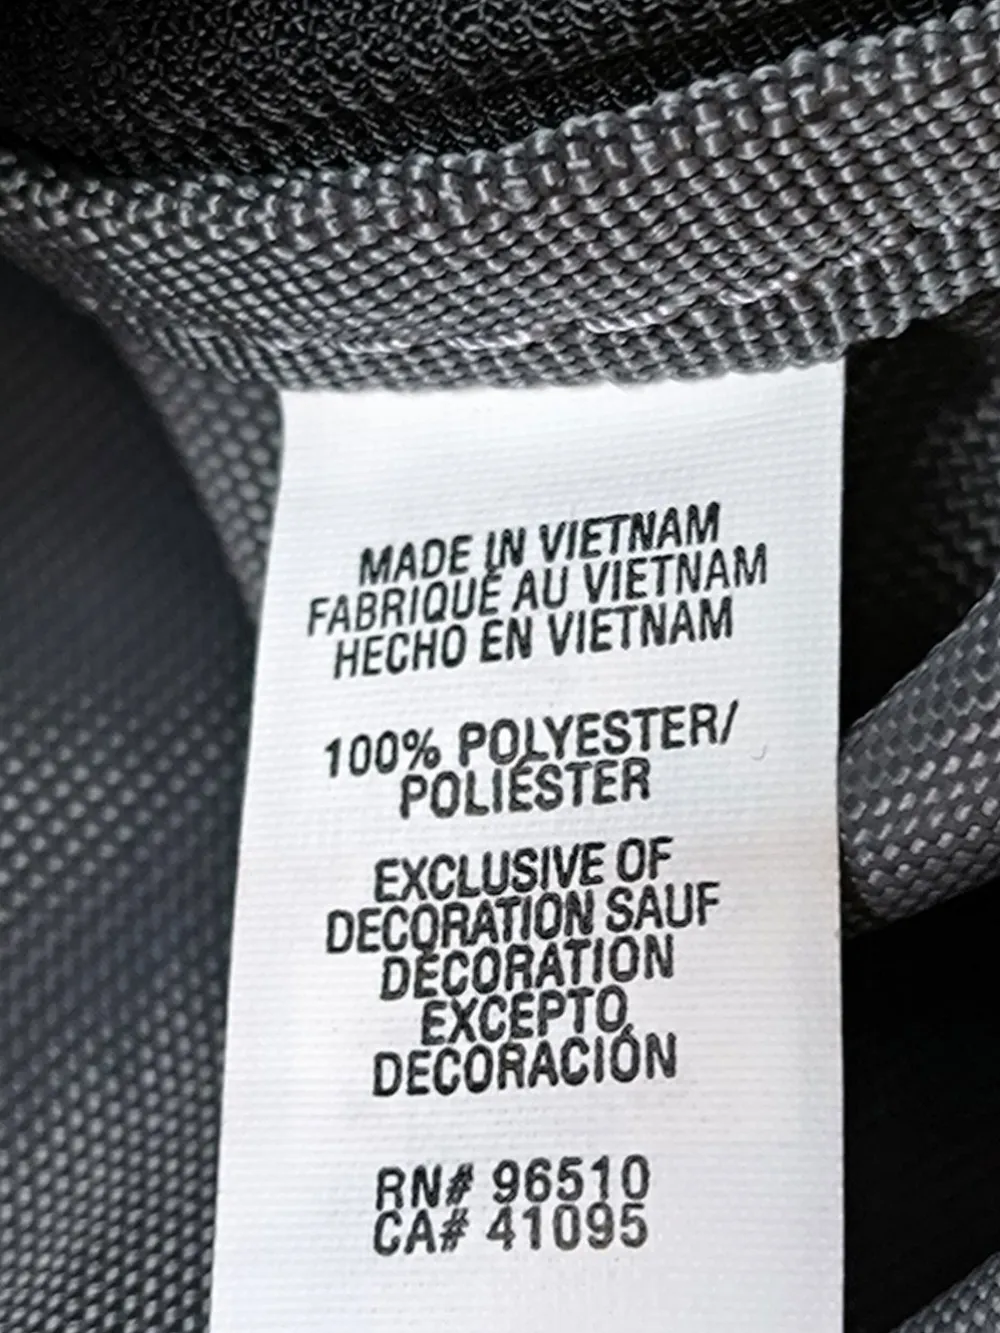 MADE IN VIETNAM
FABRIQUÉ AU VIETNAM
HECHO EN VIETNAM
100% POLYESTER/
POLIÉSTER
EXCLUSIVE OF
DECORATION SAUF
DÉCORATION
EXCEPTO
DECORACIÓN
RN# 96510
CA# 41095